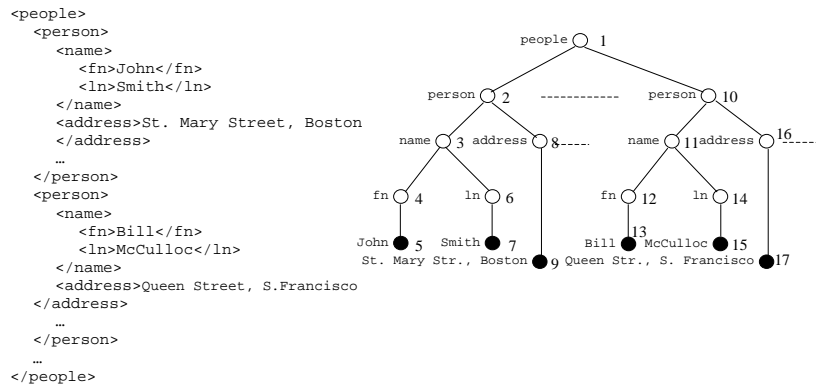 <people>
<person>
<name>
<fn>John</fn>
<ln>Smith</ln>
</name>
<address>St. Mary Street, Boston
</address>
…
</person>
<person>
<name>
<fn>Bill</fn>
<ln>McCulloc</ln>
</name>
<address>Queen Street, S.Francisco
</address>
…
</person>
…
</people>
people 1
person 2 person 10
name 3 address 8 name 11 address 16
fn 4 ln 6 fn 12 ln 14
13
John 5 Smith 7 Bill McCulloc 15
St. Mary Str., Boston 9 Queen Str., S. Francisco 17